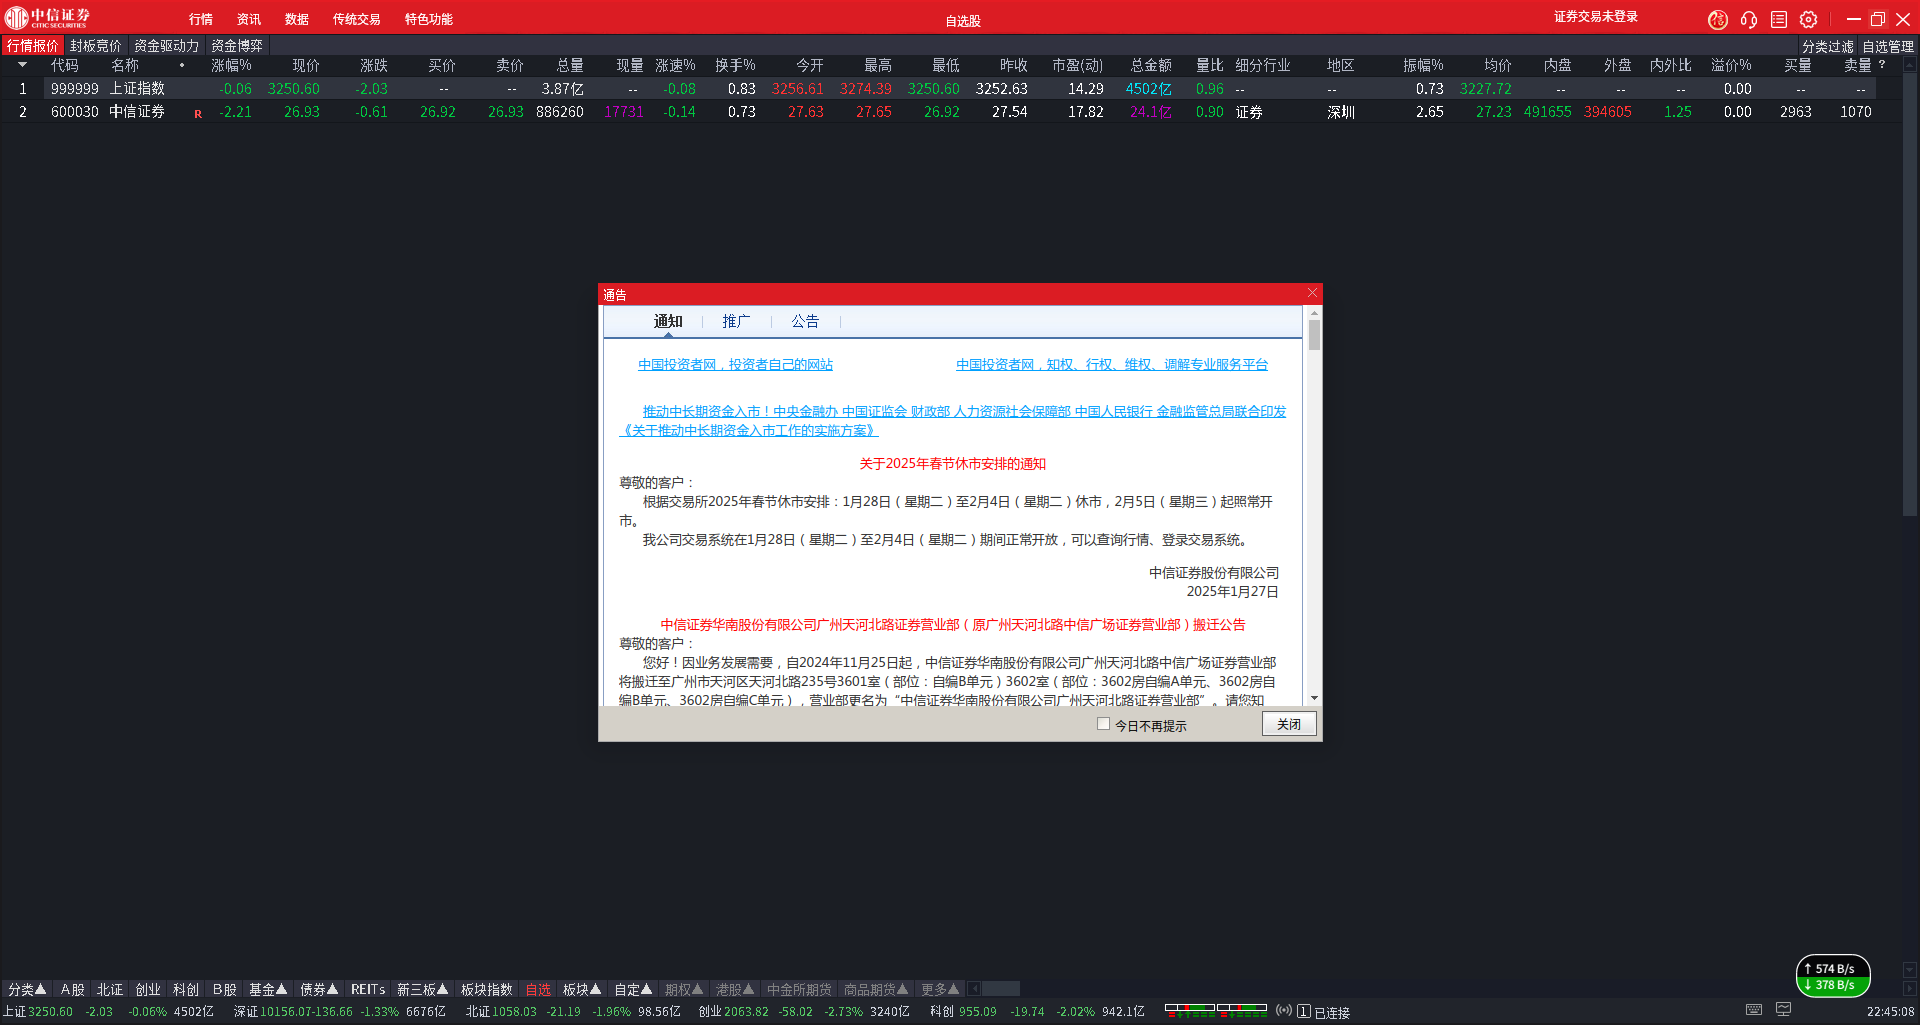 中信证券 行情 资讯 数据 传统交易 特色功能 自选股 证券交易未登录
CITIC SECURITIES
行情报价 封板竞价 资金驱动力 资金博弈 分类过滤 自选管理
代码 名称 涨幅% 现价 涨跌 买价 卖价 总量 现量 涨速% 换手% 今开 最高 最低 昨收 市盈(动) 总金额 量比 细分行业 地区 振幅% 均价 内盘 外盘 内外比 溢价% 买量 卖量 ?
1 999999 上证指数 -0.06 3250.60 -2.03 -- -- 3.87亿 -- -0.08 0.83 3256.61 3274.39 3250.60 3252.63 14.29 4502亿 0.96 -- -- 0.73 3227.72 -- -- -- 0.00 -- --
2 600030 中信证券 R -2.21 26.93 -0.61 26.92 26.93 886260 17731 -0.14 0.73 27.63 27.65 26.92 27.54 17.82 24.1亿 0.90 证券 深圳 2.65 27.23 491655 394605 1.25 0.00 2963 1070
通告
通知 推广 公告
中国投资者网，投资者自己的网站 中国投资者网，知权、行权、维权、调解专业服务平台
推动中长期资金入市！中央金融办 中国证监会 财政部 人力资源社会保障部 中国人民银行 金融监管总局联合印发
《关于推动中长期资金入市工作的实施方案》
关于2025年春节休市安排的通知
尊敬的客户：
根据交易所2025年春节休市安排：1月28日（星期二）至2月4日（星期二）休市，2月5日（星期三）起照常开
市。
我公司交易系统在1月28日（星期二）至2月4日（星期二）期间正常开放，可以查询行情、登录交易系统。
中信证券股份有限公司
2025年1月27日
中信证券华南股份有限公司广州天河北路证券营业部（原广州天河北路中信广场证券营业部）搬迁公告
尊敬的客户：
您好！因业务发展需要，自2024年11月25日起，中信证券华南股份有限公司广州天河北路中信广场证券营业部
将搬迁至广州市天河区天河北路235号3601室（部位：自编B单元）3602室（部位：3602房自编A单元、3602房自
编B单元、3602房自编C单元），营业部更名为“中信证券华南股份有限公司广州天河北路证券营业部”。请您知
今日不再提示 关闭
↑ 574 B/s
↓ 378 B/s
分类 A股 北证 创业 科创 B股 基金 债券 REITs 新三板 板块指数 自选 板块 自定 期权 港股 中金所期货 商品期货 更多
上证3250.60 -2.03 -0.06% 4502亿 深证10156.07-136.66 -1.33% 6676亿 北证1058.03 -21.19 -1.96% 98.56亿 创业2063.82 -58.02 -2.73% 3240亿 科创 955.09 -19.74 -2.02% 942.1亿 1 已连接 22:45:08